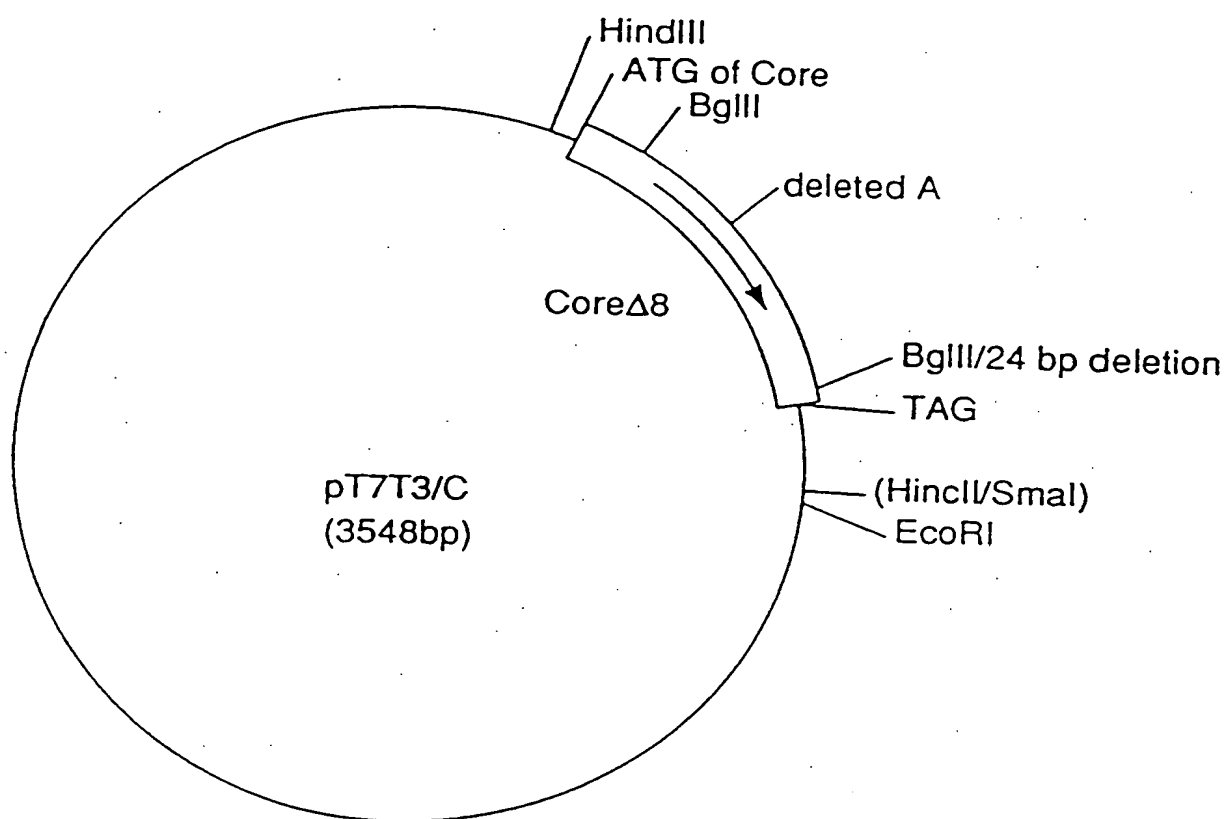 HindIII
ATG of Core
BglII
deleted A
CoreΔ8
BglII/24 bp deletion
TAG
pT7T3/C
(3548bp)
(HincII/SmaI)
EcoRI